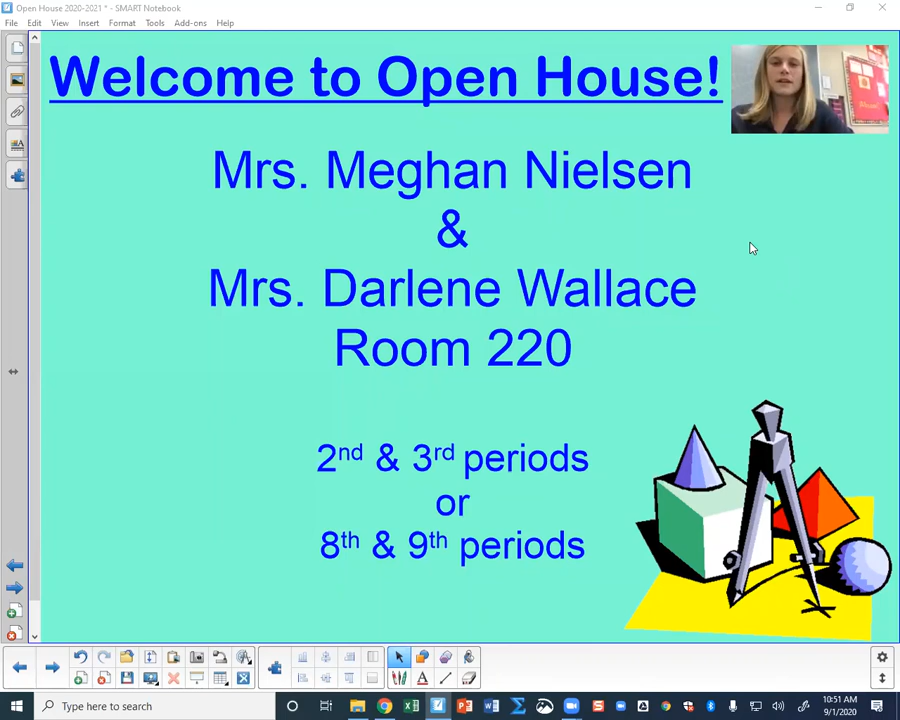 Open House 2020-2021 * - SMART Notebook
File Edit View Insert Format Tools Add-ons Help
Welcome to Open House!
Mrs. Meghan Nielsen
&
Mrs. Darlene Wallace
Room 220
2nd & 3rd periods
or
8th & 9th periods
Type here to search
10:51 AM
9/1/2020